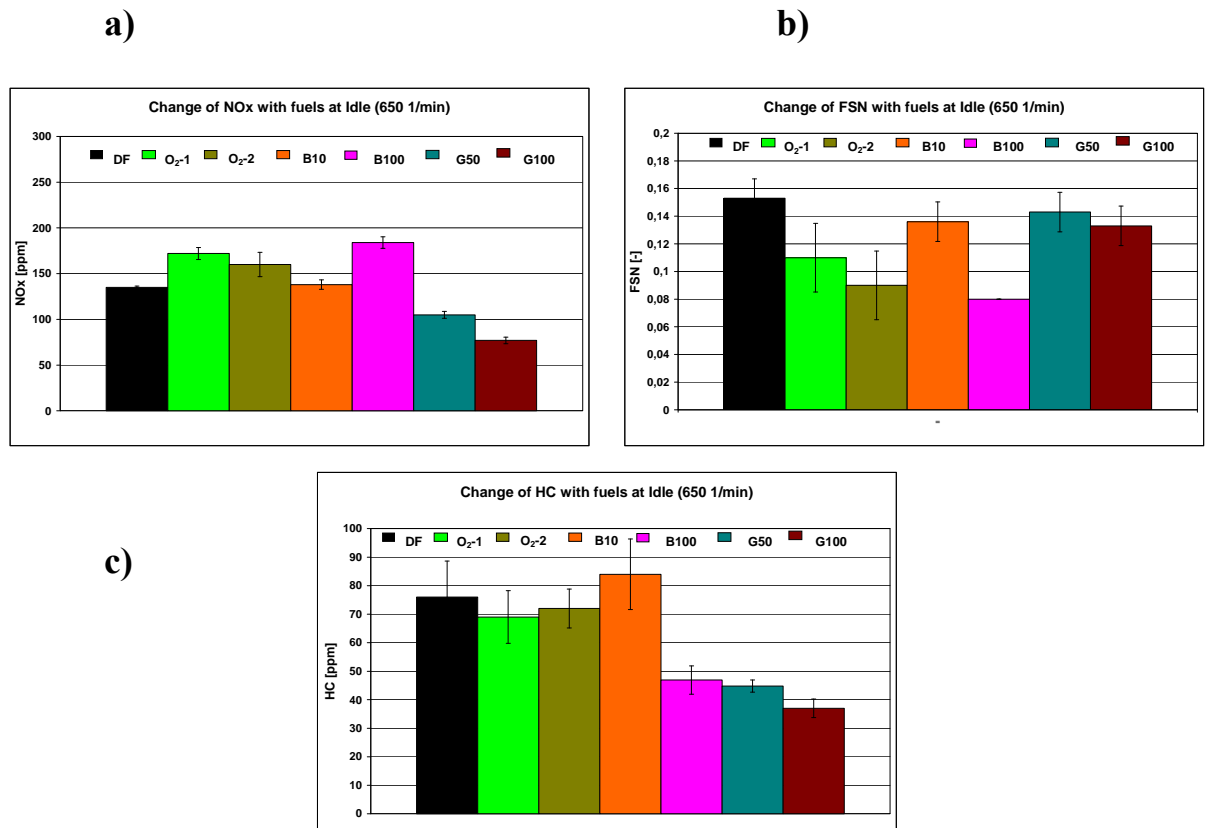 a)
b)
Change of NOx with fuels at Idle (650 1/min)
300
250
200
150
100
50
0
NOx [ppm]
DF O₂-1 O₂-2 B10 B100 G50 G100
Change of FSN with fuels at Idle (650 1/min)
0,2
0,18
0,16
0,14
0,12
0,1
0,08
0,06
0,04
0,02
0
FSN [-]
DF O₂-1 O₂-2 B10 B100 G50 G100
c)
Change of HC with fuels at Idle (650 1/min)
100
90
80
70
60
50
40
30
20
10
0
HC [ppm]
DF O₂-1 O₂-2 B10 B100 G50 G100